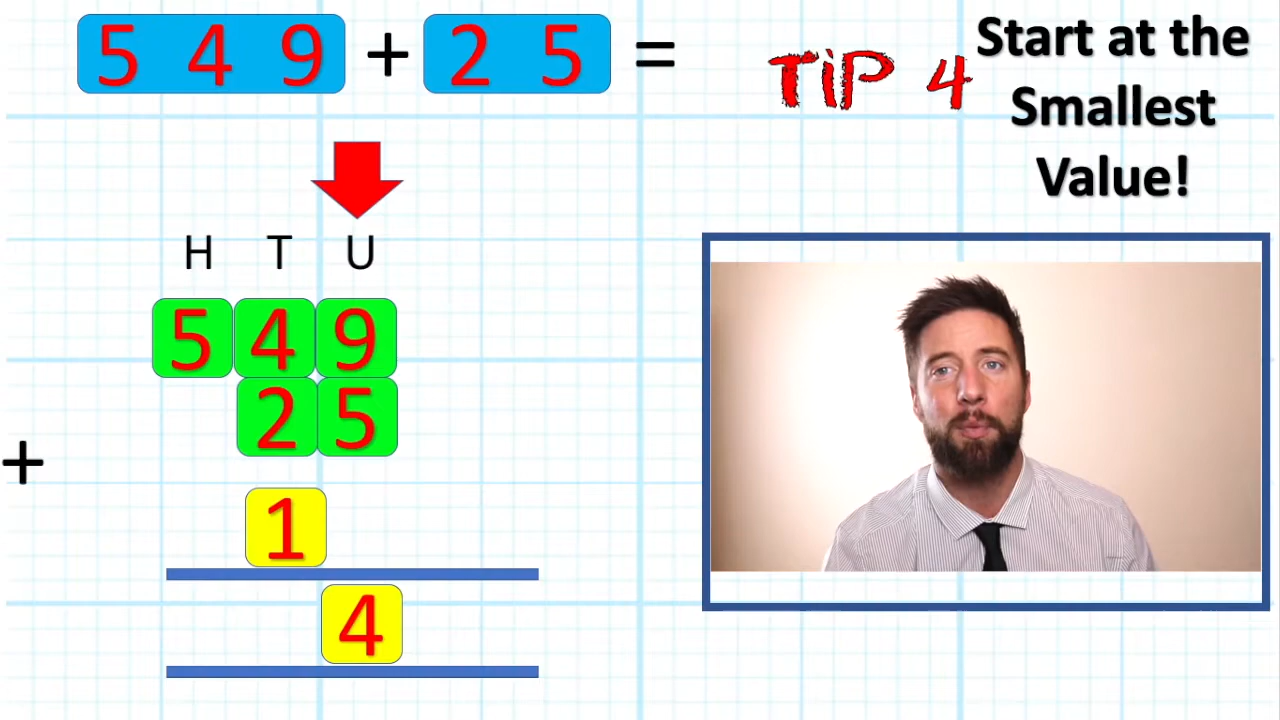 5 4 9 + 2 5 =
TiP 4
Start at the
Smallest
Value!
H T U
5 4 9
2 5
+
1
4